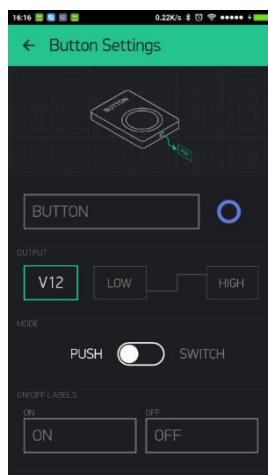 16:16 0.22K/s
← Button Settings
BUTTON
BUTTON
OUTPUT
V12 LOW HIGH
MODE
PUSH SWITCH
ON/OFF LABELS
ON OFF
ON OFF